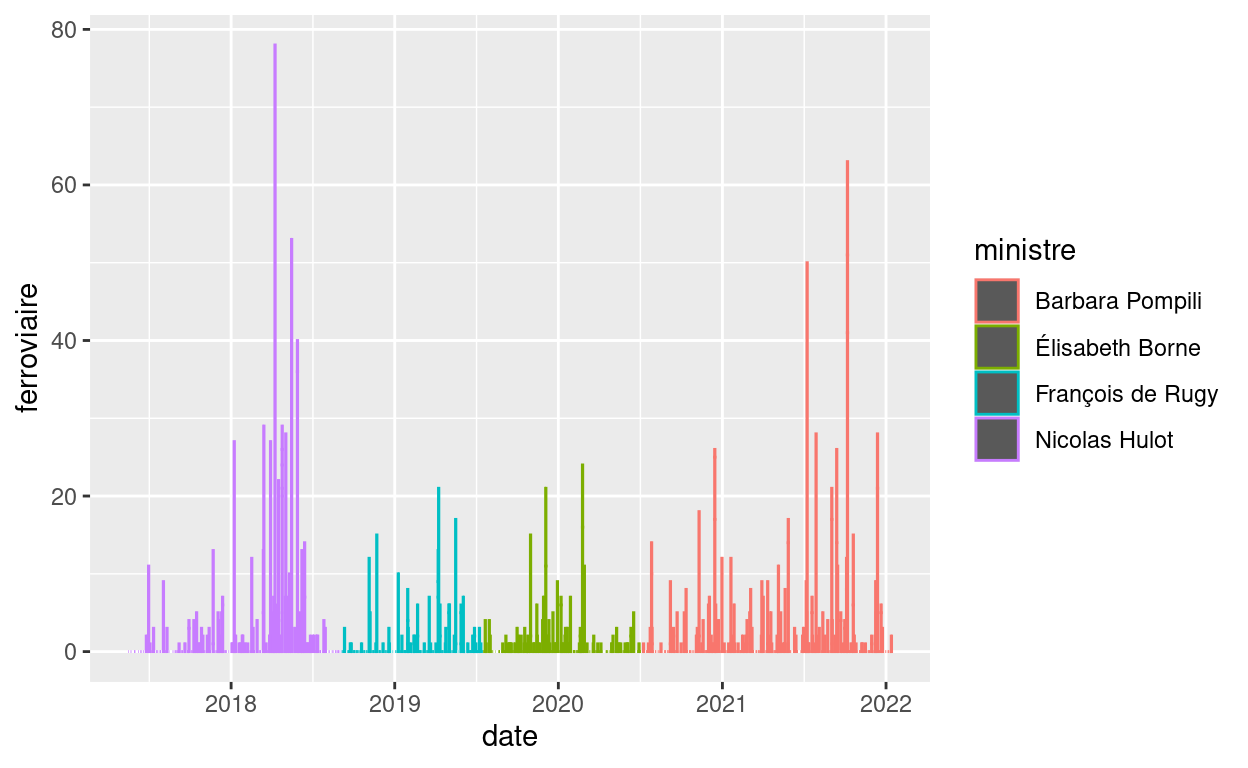 80
60
40
20
0
ferroviaire
2018 2019 2020 2021 2022
date
ministre
Barbara Pompili
Élisabeth Borne
François de Rugy
Nicolas Hulot